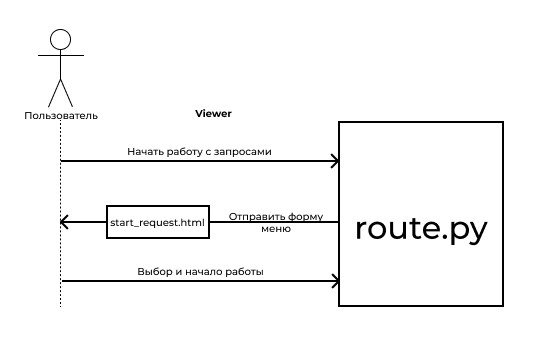 Viewer
Пользователь
Начать работу с запросами
start_request.html
Отправить форму
меню
route.py
Выбор и начало работы